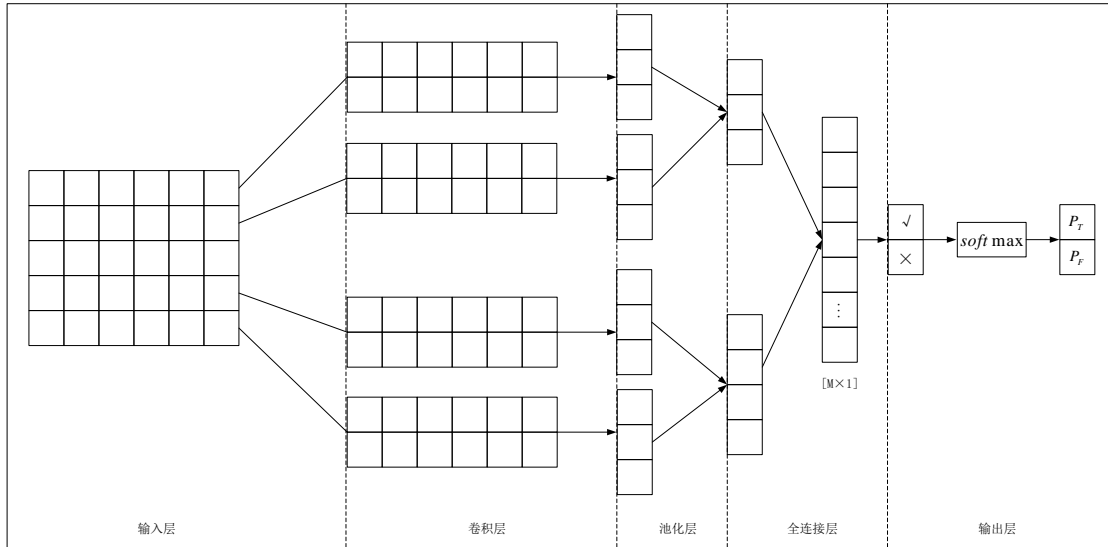 √
×
soft max
P_T
P_F
⋮
[M×1]
输入层
卷积层
池化层
全连接层
输出层